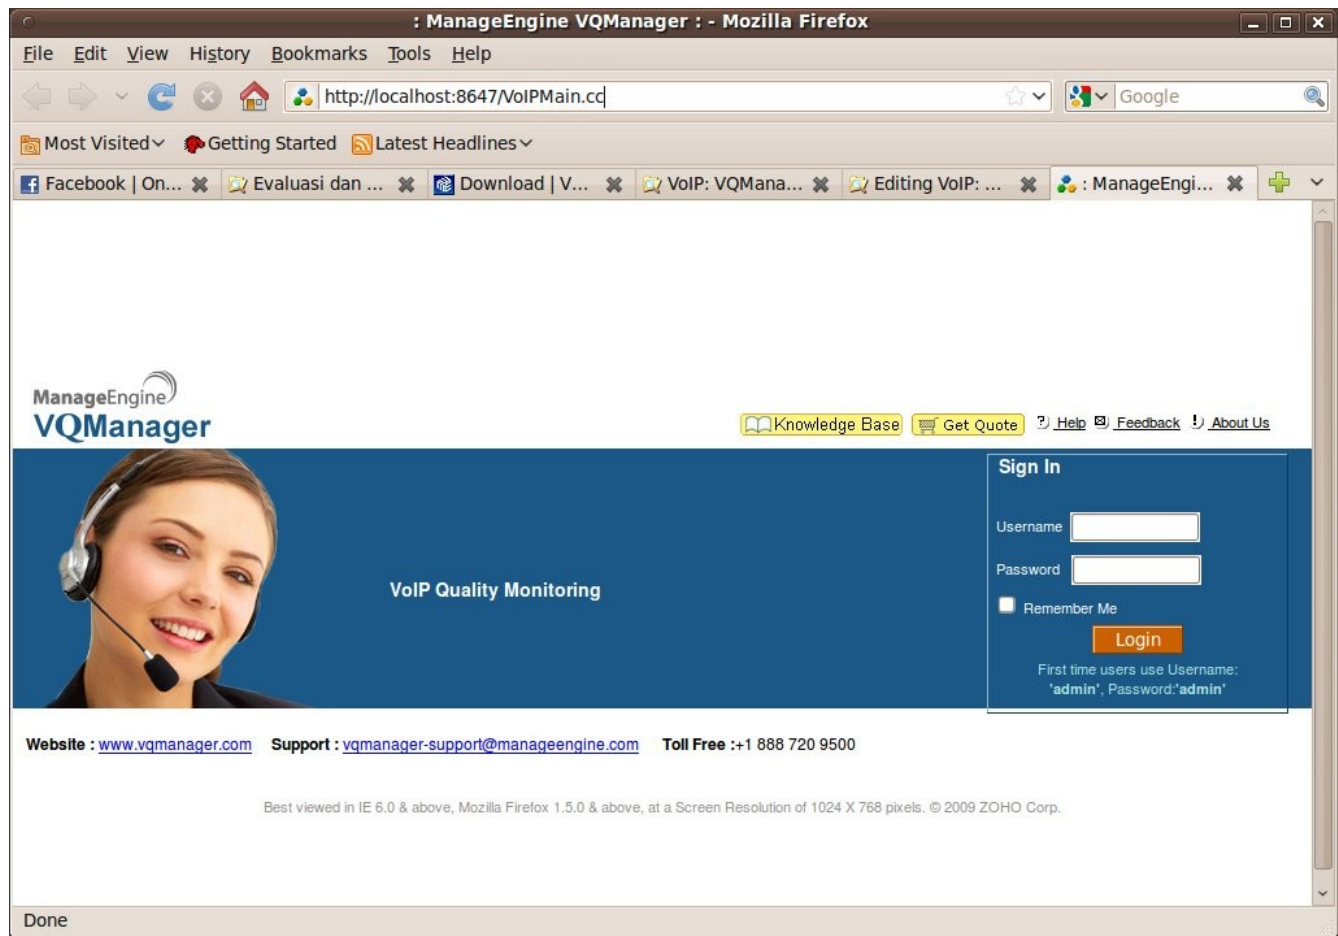 : ManageEngine VQManager : - Mozilla Firefox
File Edit View History Bookmarks Tools Help
http://localhost:8647/VoIPMain.cc
Google
Most Visited Getting Started Latest Headlines
Facebook | On... Evaluasi dan ... Download | V... VoIP: VQMana... Editing VoIP: ... : ManageEngi...
ManageEngine
VQManager
Knowledge Base Get Quote Help Feedback About Us
Sign In
Username
Password
VoIP Quality Monitoring
Remember Me
Login
First time users use Username:
'admin', Password:'admin'
Website : www.vqmanager.com Support : vqmanager-support@manageengine.com Toll Free :+1 888 720 9500
Best viewed in IE 6.0 & above, Mozilla Firefox 1.5.0 & above, at a Screen Resolution of 1024 X 768 pixels. © 2009 ZOHO Corp.
Done